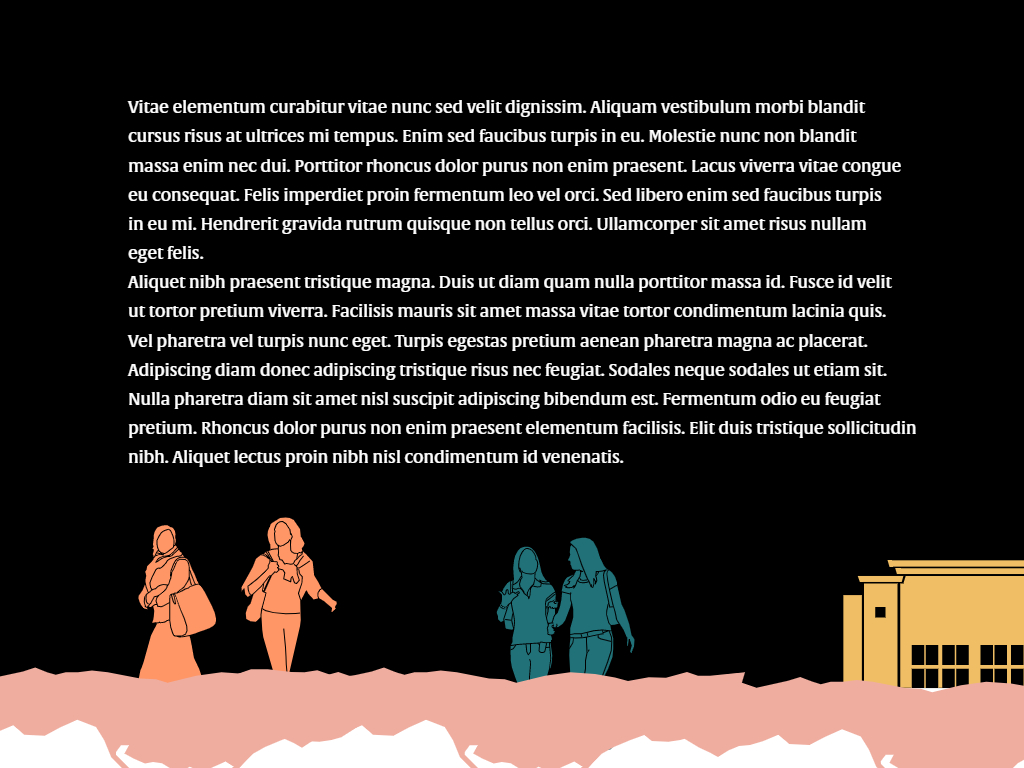 Vitae elementum curabitur vitae nunc sed velit dignissim. Aliquam vestibulum morbi blandit
cursus risus at ultrices mi tempus. Enim sed faucibus turpis in eu. Molestie nunc non blandit
massa enim nec dui. Porttitor rhoncus dolor purus non enim praesent. Lacus viverra vitae congue
eu consequat. Felis imperdiet proin fermentum leo vel orci. Sed libero enim sed faucibus turpis
in eu mi. Hendrerit gravida rutrum quisque non tellus orci. Ullamcorper sit amet risus nullam
eget felis.
Aliquet nibh praesent tristique magna. Duis ut diam quam nulla porttitor massa id. Fusce id velit
ut tortor pretium viverra. Facilisis mauris sit amet massa vitae tortor condimentum lacinia quis.
Vel pharetra vel turpis nunc eget. Turpis egestas pretium aenean pharetra magna ac placerat.
Adipiscing diam donec adipiscing tristique risus nec feugiat. Sodales neque sodales ut etiam sit.
Nulla pharetra diam sit amet nisl suscipit adipiscing bibendum est. Fermentum odio eu feugiat
pretium. Rhoncus dolor purus non enim praesent elementum facilisis. Elit duis tristique sollicitudin
nibh. Aliquet lectus proin nibh nisl condimentum id venenatis.